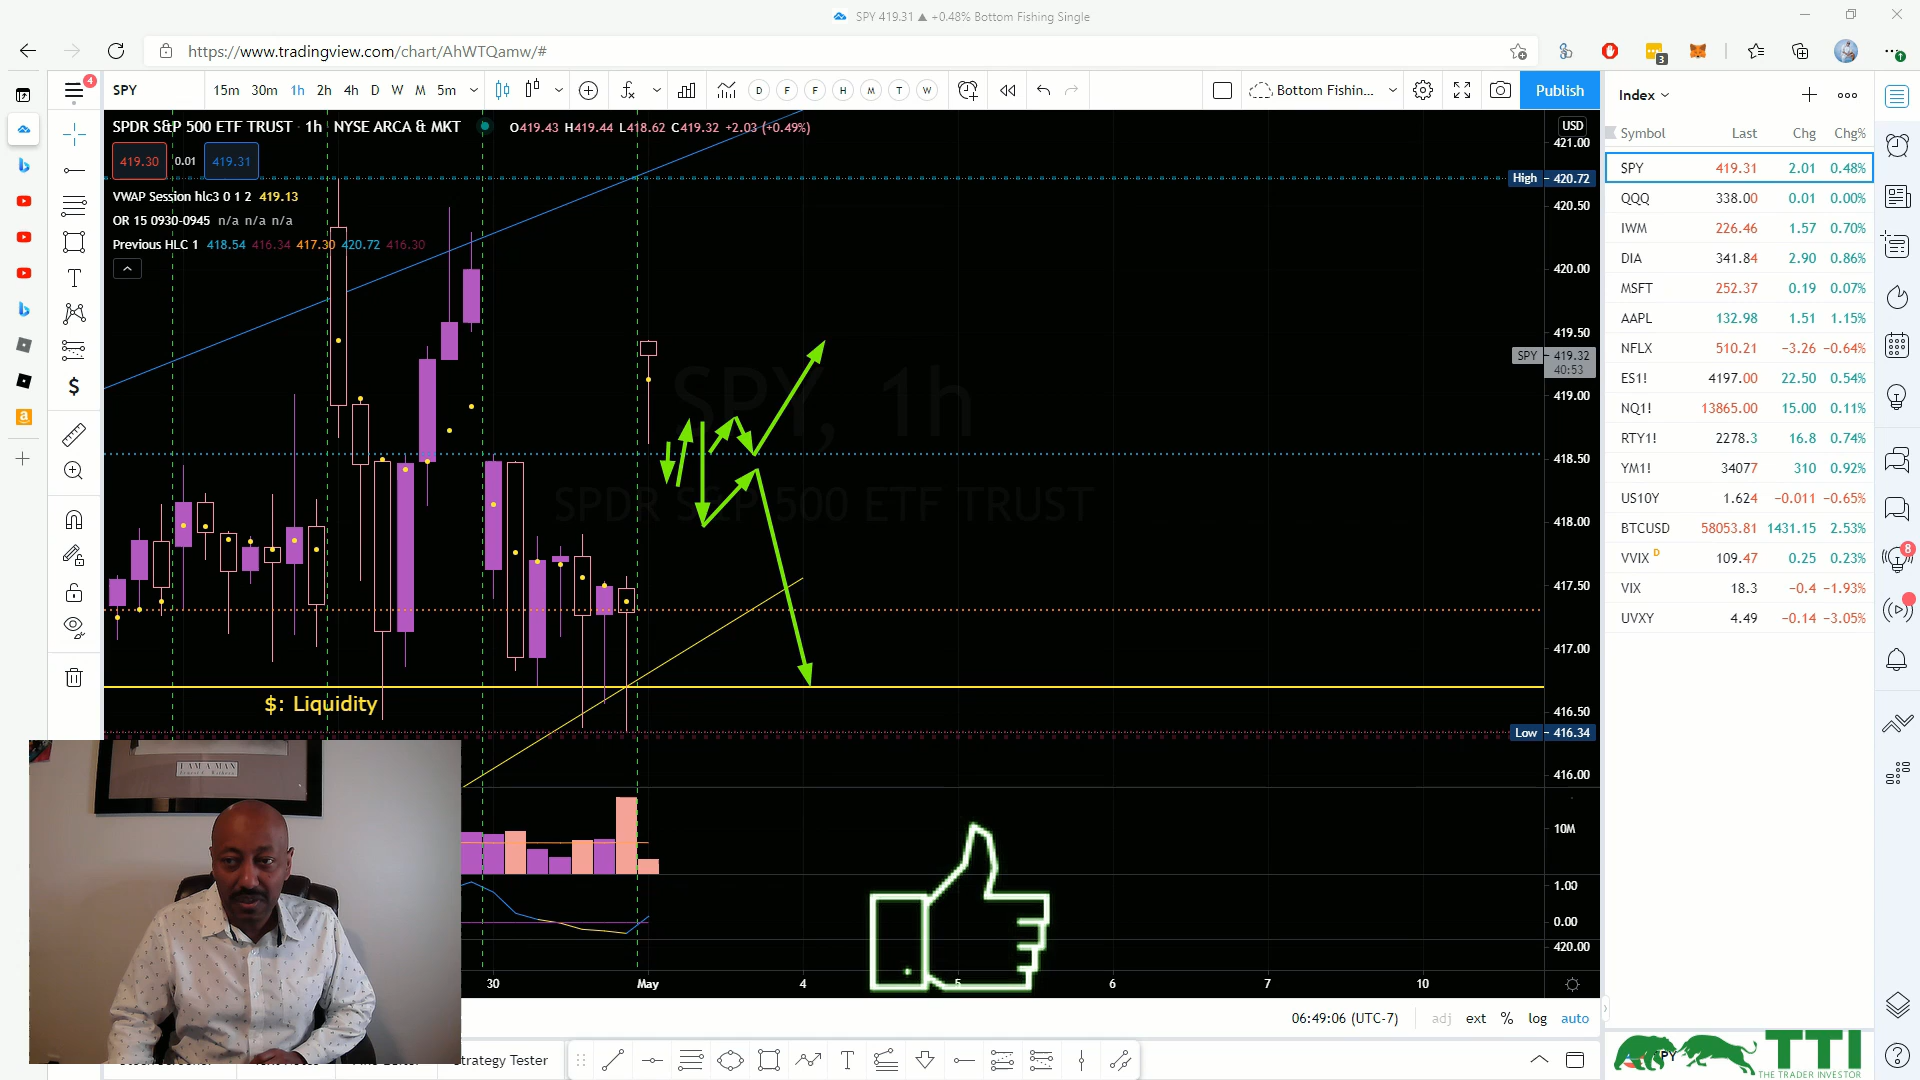 SPY 419.31 ▲ +0.48% Bottom Fishing Single
https://www.tradingview.com/chart/AhWTQamw/#
3
4
SPY 15m 30m 1h 2h 4h D W M 5m D F F H M T W Bottom Fishin... Publish
SPDR S&P 500 ETF TRUST · 1h · NYSE ARCA & MKT O419.43 H419.44 L418.62 C419.32 +2.03 (+0.49%)
419.30 0.01 419.31
VWAP Session hlc3 0 1 2 419.13
OR 15 0930-0945 n/a n/a n/a
Previous HLC 1 418.54 416.34 417.30 420.72 416.30
SPY, 1h
SPDR S&P 500 ETF TRUST
$: Liquidity
USD
421.00
High 420.72
420.50
420.00
419.50
SPY 419.32
40:53
419.00
418.50
418.00
417.50
417.00
416.50
Low 416.34
416.00
10M
1.00
0.00
420.00
30 May 4 5 6 7 10
06:49:06 (UTC-7) adj ext % log auto
Strategy Tester
I AM A MAN
Index
Symbol Last Chg Chg%
SPY 419.31 2.01 0.48%
QQQ 338.00 0.01 0.00%
IWM 226.46 1.57 0.70%
DIA 341.84 2.90 0.86%
MSFT 252.37 0.19 0.07%
AAPL 132.98 1.51 1.15%
NFLX 510.21 −3.26 −0.64%
ES1! 4197.00 22.50 0.54%
NQ1! 13865.00 15.00 0.11%
RTY1! 2278.3 16.8 0.74%
YM1! 34077 310 0.92%
US10Y 1.624 −0.011 −0.65%
BTCUSD 58053.81 1431.15 2.53%
VVIX D 109.47 0.25 0.23%
VIX 18.3 −0.4 −1.93%
UVXY 4.49 −0.14 −3.05%
8
TTI
THE TRADER INVESTOR